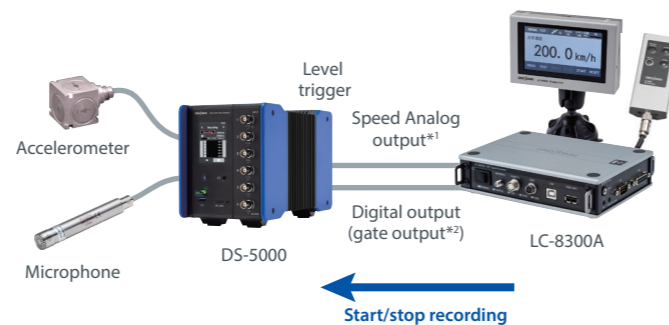 Level
trigger
200. 0 km/h
Speed Analog
output*1
Accelerometer
Digital output
(gate output*2)
LC-8300A
DS-5000
Microphone
Start/stop recording